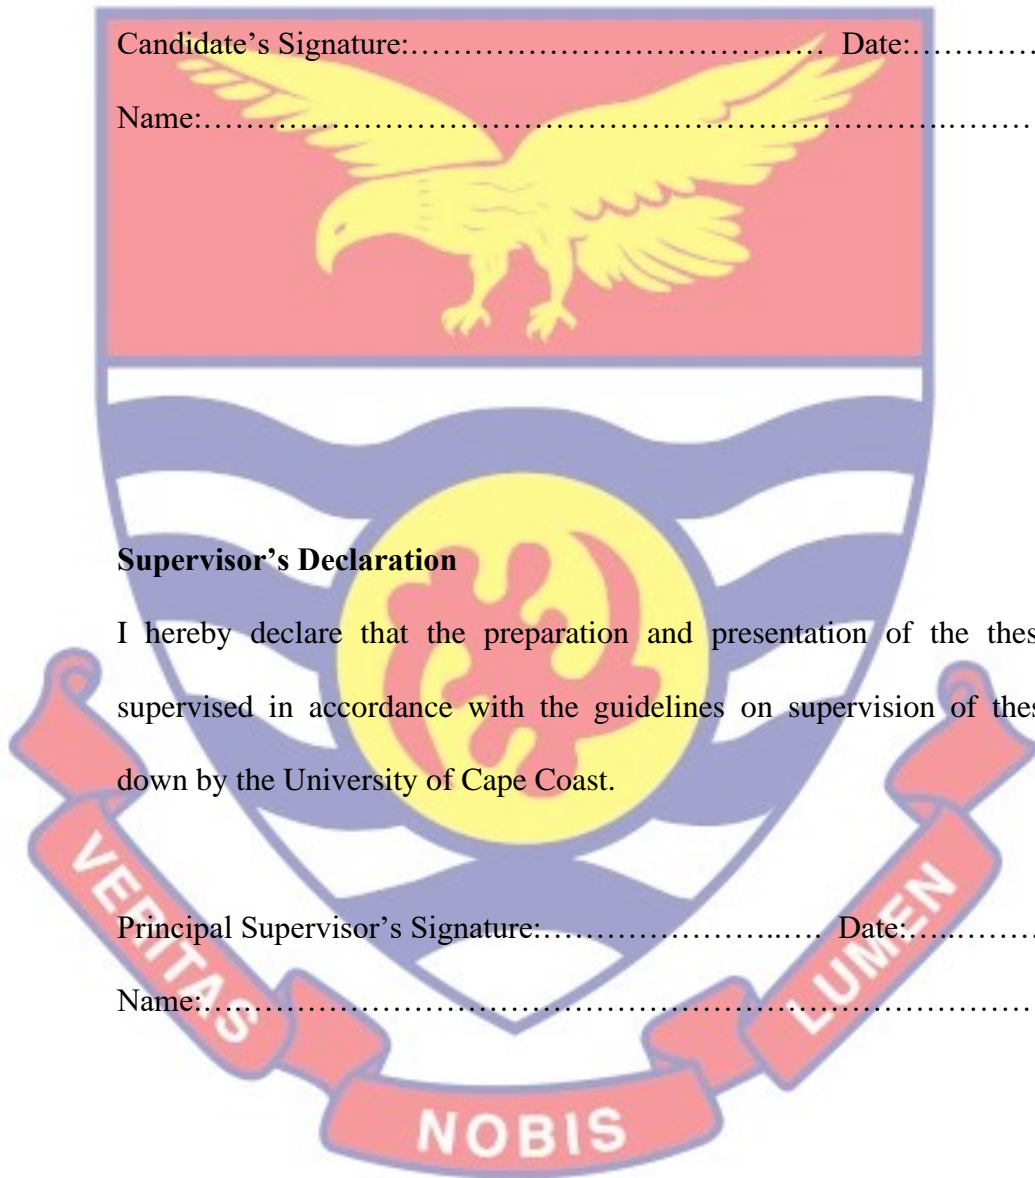 Candidate’s Signature:…………………………………. Date:…………
Name:……………………………………………………………….………
Supervisor’s Declaration
I hereby declare that the preparation and presentation of the thes
supervised in accordance with the guidelines on supervision of thes
down by the University of Cape Coast.
Principal Supervisor’s Signature:…………………..…. Date:…..………
Name:………………………………………………………………………
VERITAS
NOBIS
LUMEN